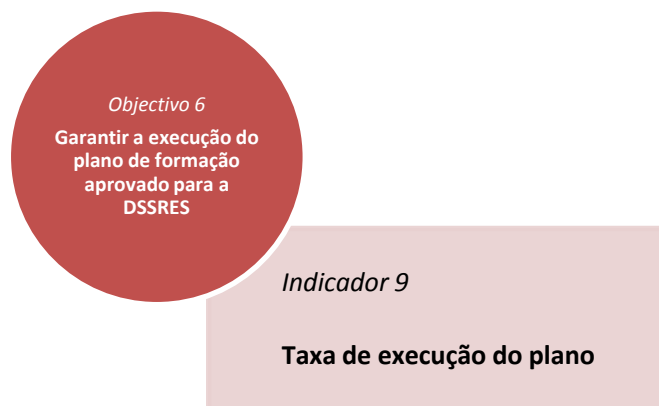 Objectivo 6
Garantir a execução do
plano de formação
aprovado para a
DSSRES
Indicador 9
Taxa de execução do plano